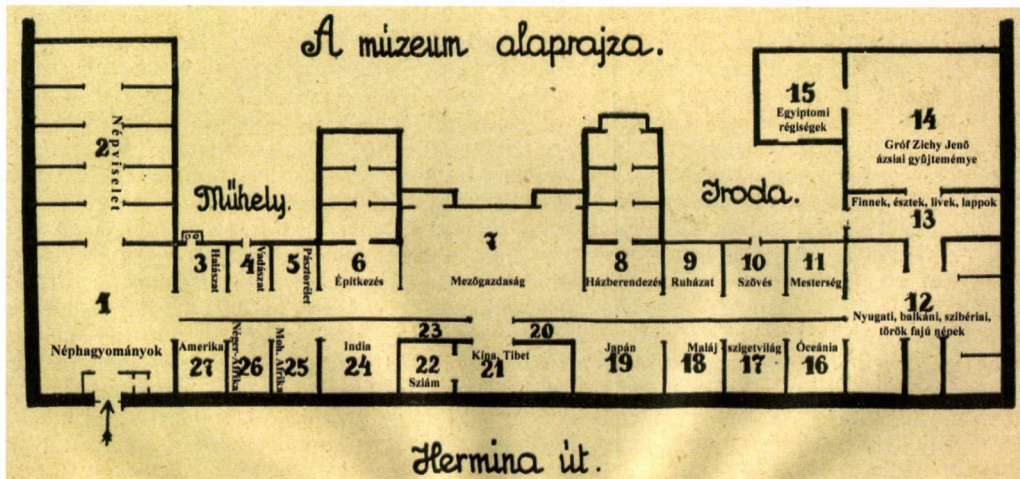 A múzeum alaprajza.
15
Egyiptomi
régiségek
14
Gróf Zichy Jenő
ázsiai gyűjteménye
2
Népviselet
Műhely.
Iroda.
Finnek, észtek, livek, lappok
13
3
Halászat
4
Vadászat
5
Pásztorélet
6
Építkezés
7
Mezőgazdaság
8
Házberendezés
9
Ruházat
10
Szövés
11
Mesterség
1
Néphagyományok
12
Nyugati, balkáni, szibériai,
török fajú népek
23
20
Amerika
27
Néger-Afrika
26
Moh. Afrika
25
India
24
22
Sziám
Kína, Tibet
21
Japán
19
Maláj - szigetvilág
18
17
Óceánia
16
Hermina út.